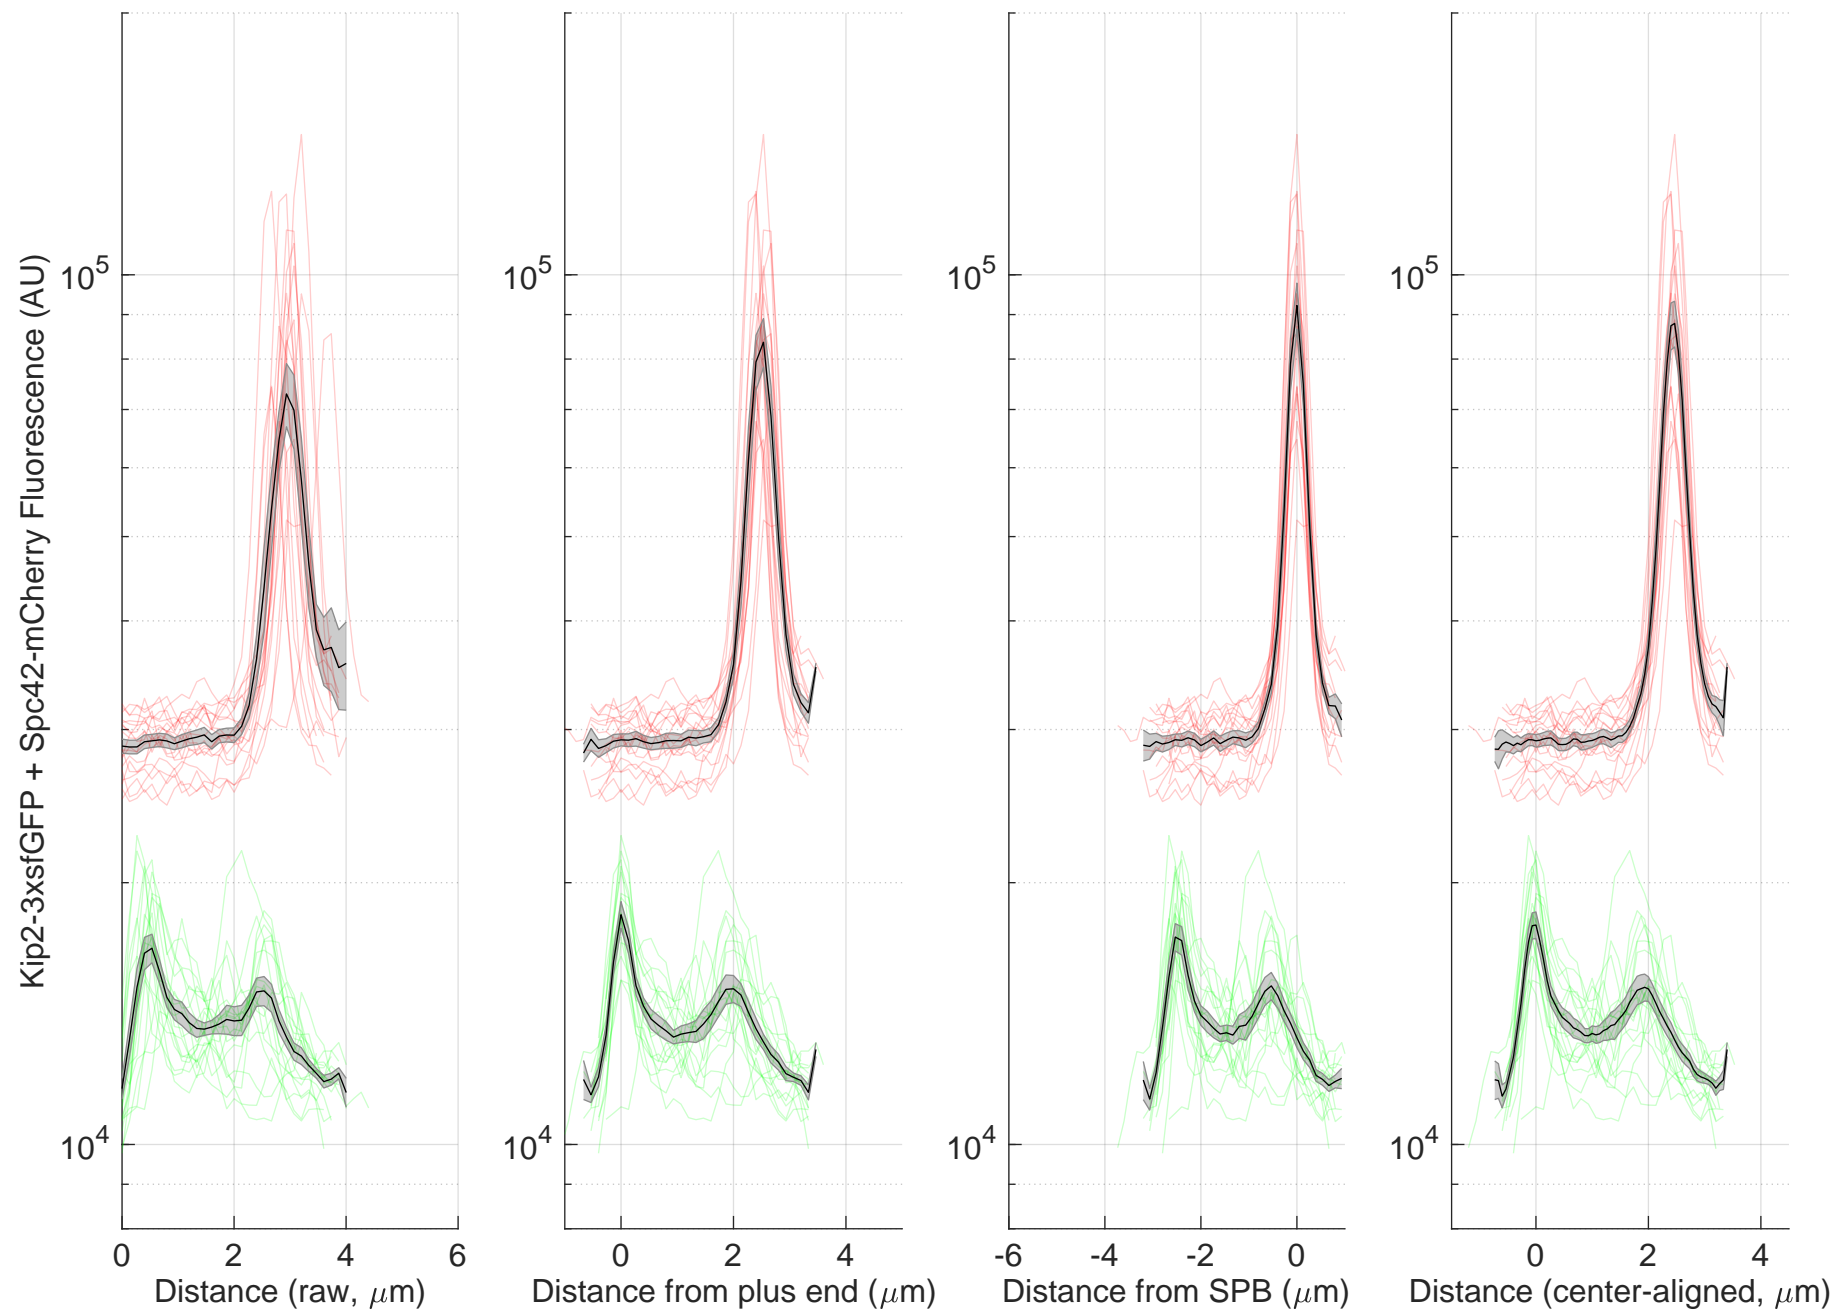 Kip2-3xsfGFP + Spc42-mCherry Fluorescence (AU)
10^5
10^4
0 2 4 6
Distance (raw, μm)
10^5
10^4
0 2 4
Distance from plus end (μm)
10^5
10^4
-6 -4 -2 0
Distance from SPB (μm)
10^5
10^4
0 2 4
Distance (center-aligned, μm)